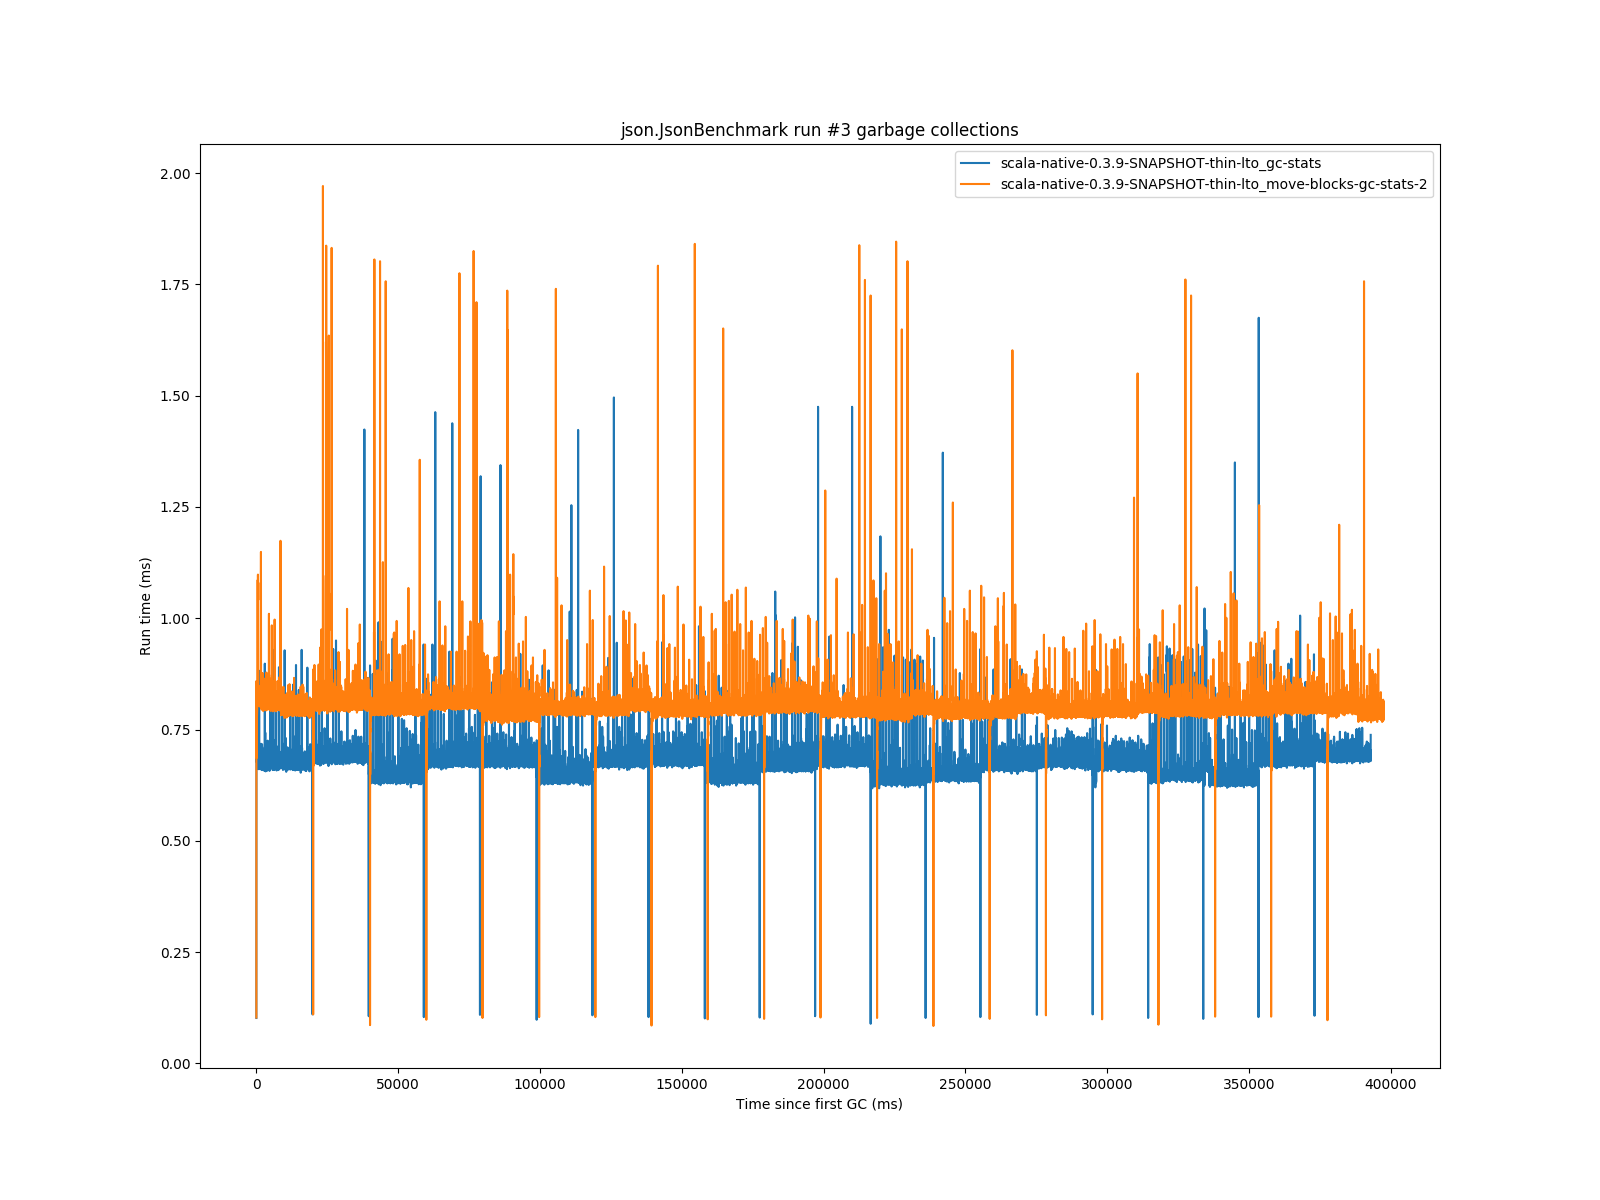 json.JsonBenchmark run #3 garbage collections
scala-native-0.3.9-SNAPSHOT-thin-lto_gc-stats
scala-native-0.3.9-SNAPSHOT-thin-lto_move-blocks-gc-stats-2
Run time (ms)
2.00
1.75
1.50
1.25
1.00
0.75
0.50
0.25
0.00
0 50000 100000 150000 200000 250000 300000 350000 400000
Time since first GC (ms)